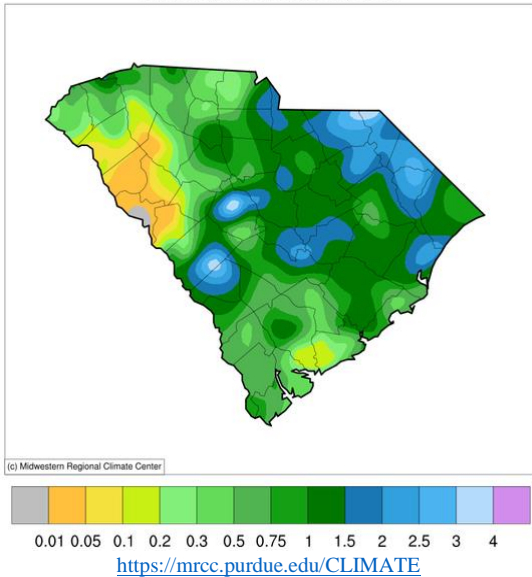 (c) Midwestern Regional Climate Center
0.01 0.05 0.1 0.2 0.3 0.5 0.75 1 1.5 2 2.5 3 4
https://mrcc.purdue.edu/CLIMATE